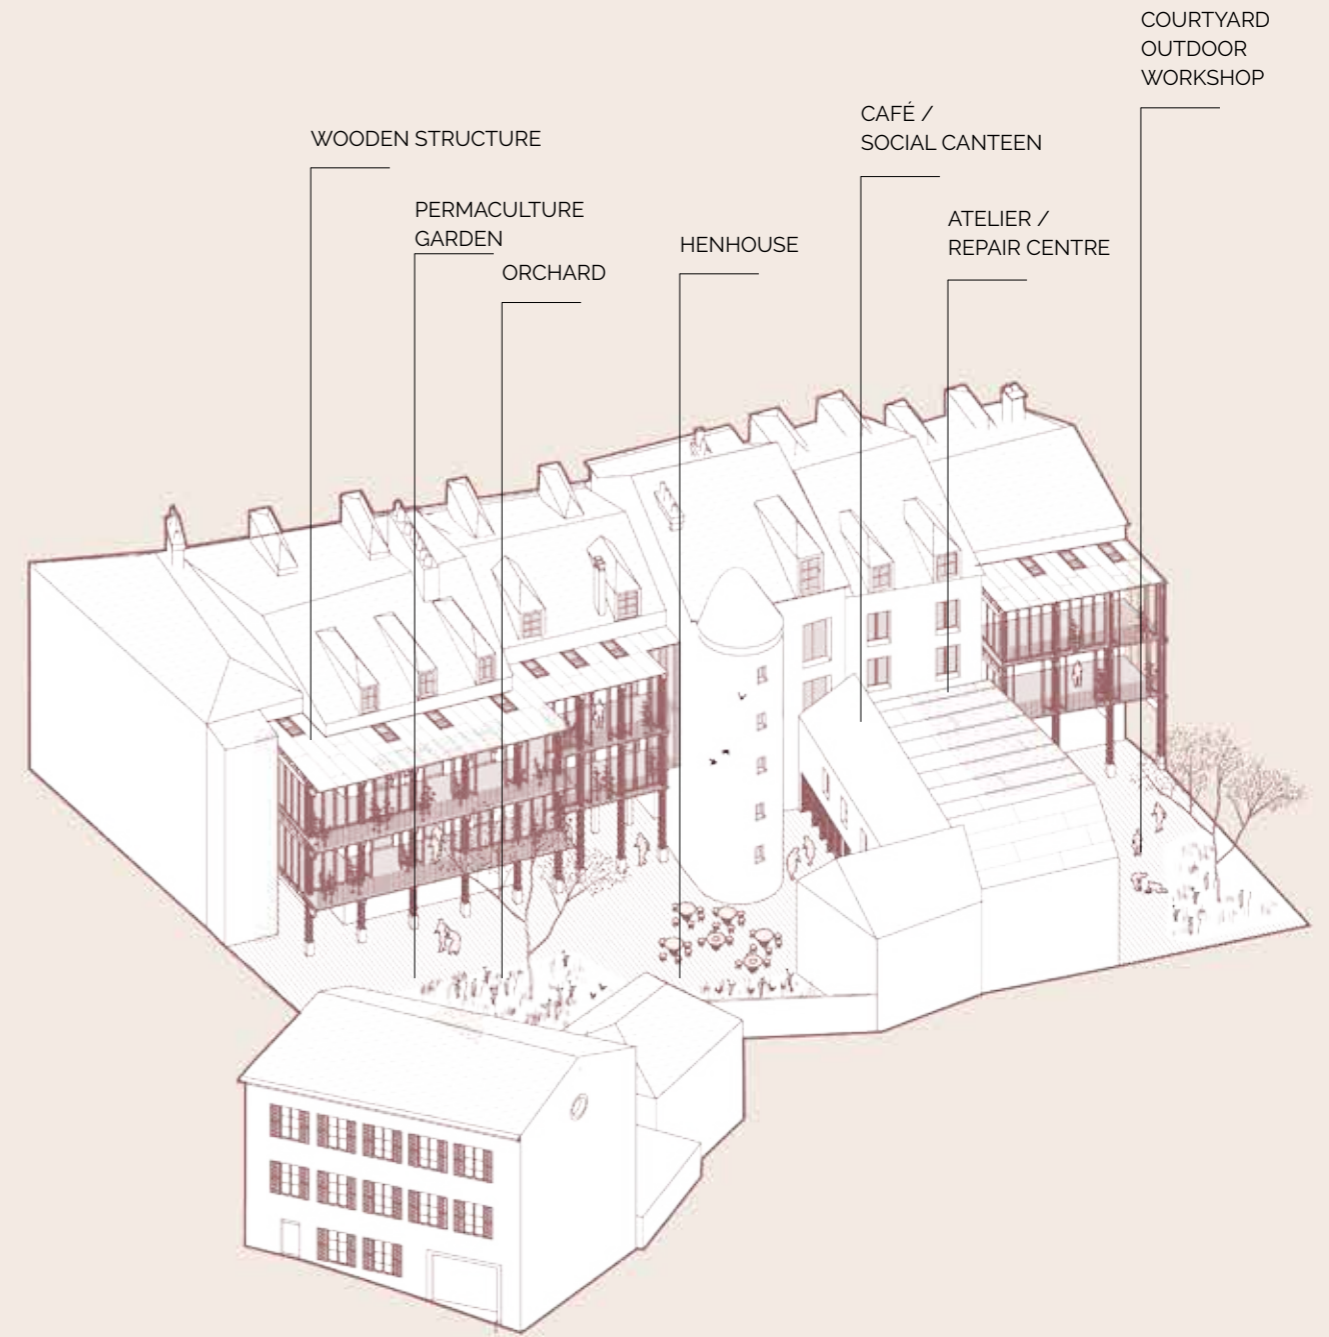 COURTYARD
OUTDOOR
WORKSHOP
CAFÉ /
SOCIAL CANTEEN
WOODEN STRUCTURE
PERMACULTURE
GARDEN
ATELIER /
REPAIR CENTRE
HENHOUSE
ORCHARD